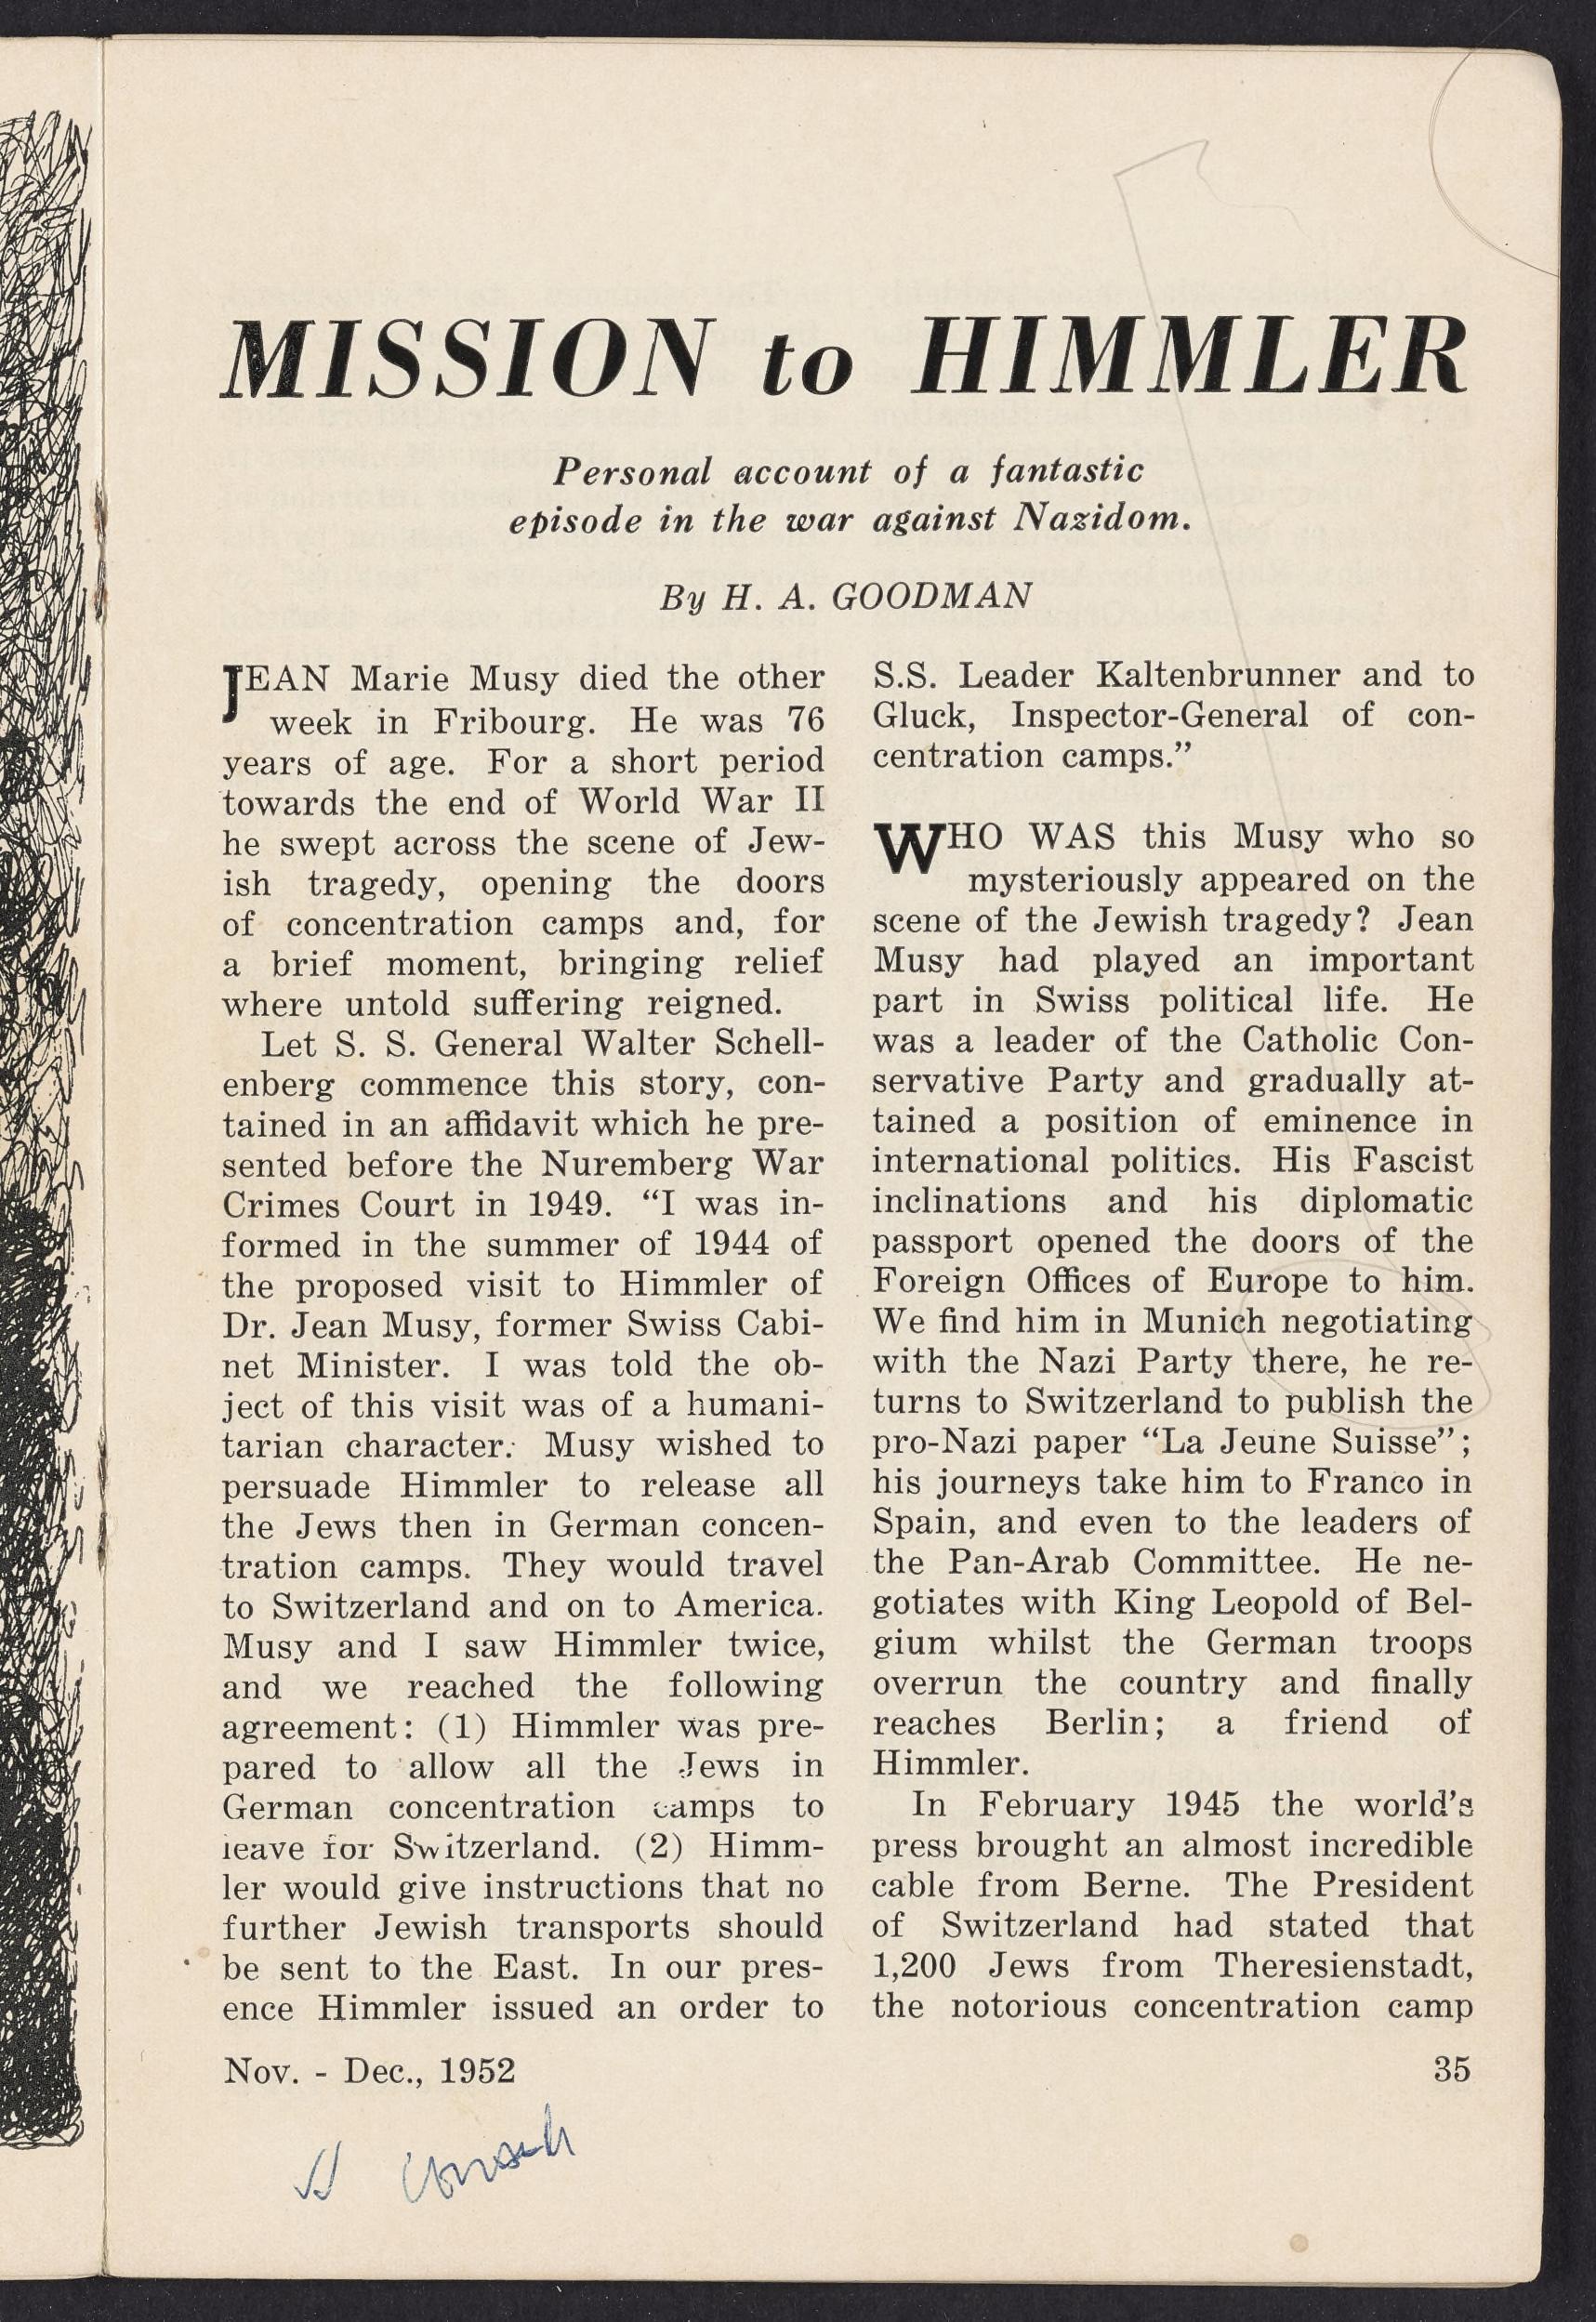 MISSION to HIMMLER
Personal account of a fantastic
episode in the war against Nazidom.
By H. A. GOODMAN
JEAN Marie Musy died the other
week in Fribourg. He was 76
years of age. For a short period
towards the end of World War II
he swept across the scene of Jew-
ish tragedy, opening the doors
of concentration camps and, for
a brief moment, bringing relief
where untold suffering reigned.
Let S. S. General Walter Schell-
enberg commence this story, con-
tained in an affidavit which he pre-
sented before the Nuremberg War
Crimes Court in 1949. “I was in-
formed in the summer of 1944 of
the proposed visit to Himmler of
Dr. Jean Musy, former Swiss Cabi-
net Minister. I was told the ob-
ject of this visit was of a humani-
tarian character. Musy wished to
persuade Himmler to release all
the Jews then in German concen-
tration camps. They would travel
to Switzerland and on to America.
Musy and I saw Himmler twice,
and we reached the following
agreement: (1) Himmler was pre-
pared to allow all the Jews in
German concentration camps to
leave for Switzerland. (2) Himm-
ler would give instructions that no
further Jewish transports should
be sent to the East. In our pres-
ence Himmler issued an order to
S.S. Leader Kaltenbrunner and to
Gluck, Inspector-General of con-
centration camps.”
WHO WAS this Musy who so
mysteriously appeared on the
scene of the Jewish tragedy? Jean
Musy had played an important
part in Swiss political life. He
was a leader of the Catholic Con-
servative Party and gradually at-
tained a position of eminence in
international politics. His Fascist
inclinations and his diplomatic
passport opened the doors of the
Foreign Offices of Europe to him.
We find him in Munich negotiating
with the Nazi Party there, he re-
turns to Switzerland to publish the
pro-Nazi paper “La Jeune Suisse”;
his journeys take him to Franco in
Spain, and even to the leaders of
the Pan-Arab Committee. He ne-
gotiates with King Leopold of Bel-
gium whilst the German troops
overrun the country and finally
reaches Berlin; a friend of
Himmler.
In February 1945 the world's
press brought an almost incredible
cable from Berne. The President
of Switzerland had stated that
1,200 Jews from Theresienstadt,
the notorious concentration camp
Nov. - Dec., 1952
35